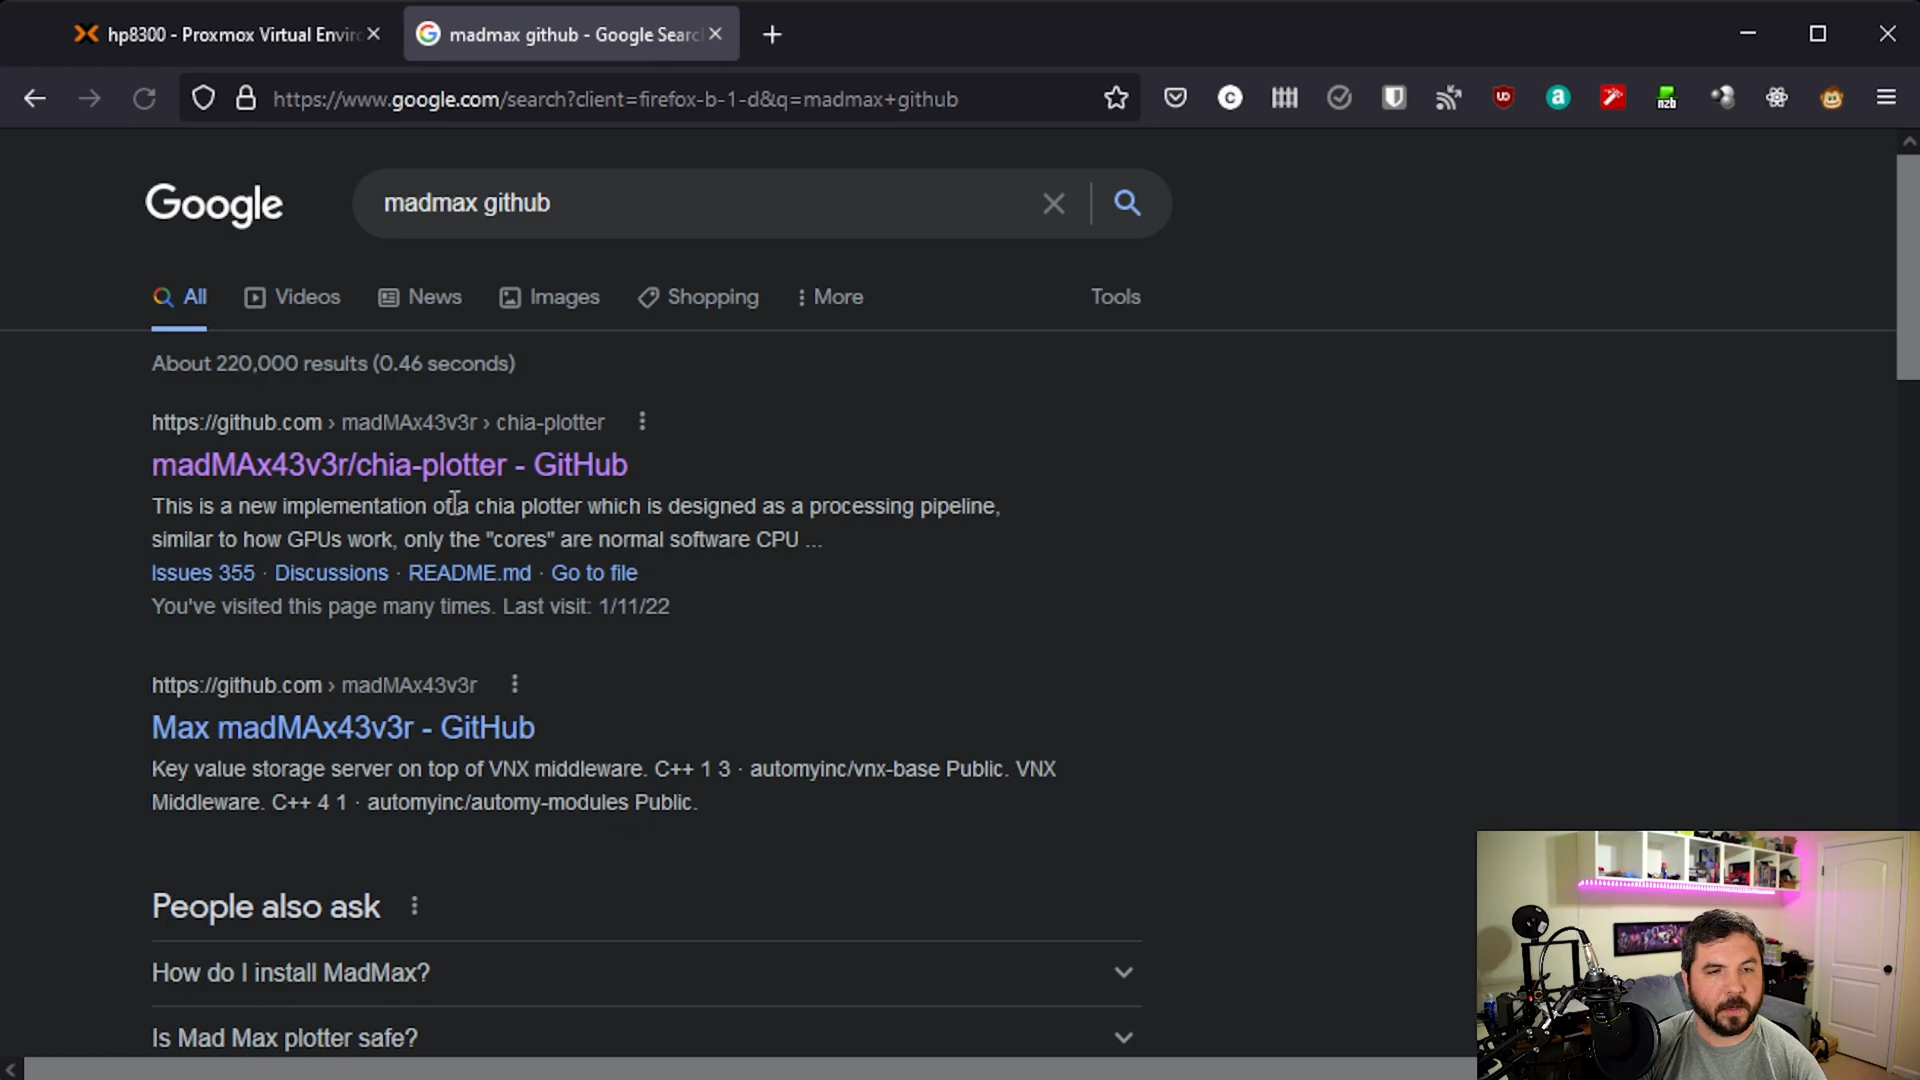 hp8300 - Proxmox Virtual Enviro
madmax github - Google Searc
https://www.google.com/search?client=firefox-b-1-d&q=madmax+github
Google
madmax github
All
Videos
News
Images
Shopping
More
Tools
About 220,000 results (0.46 seconds)
https://github.com › madMAx43v3r › chia-plotter
madMAx43v3r/chia-plotter - GitHub
This is a new implementation of a chia plotter which is designed as a processing pipeline,
similar to how GPUs work, only the "cores" are normal software CPU ...
Issues 355 · Discussions · README.md · Go to file
You've visited this page many times. Last visit: 1/11/22
https://github.com › madMAx43v3r
Max madMAx43v3r - GitHub
Key value storage server on top of VNX middleware. C++ 1 3 · automyinc/vnx-base Public. VNX
Middleware. C++ 4 1 · automyinc/automy-modules Public.
People also ask
How do I install MadMax?
Is Mad Max plotter safe?